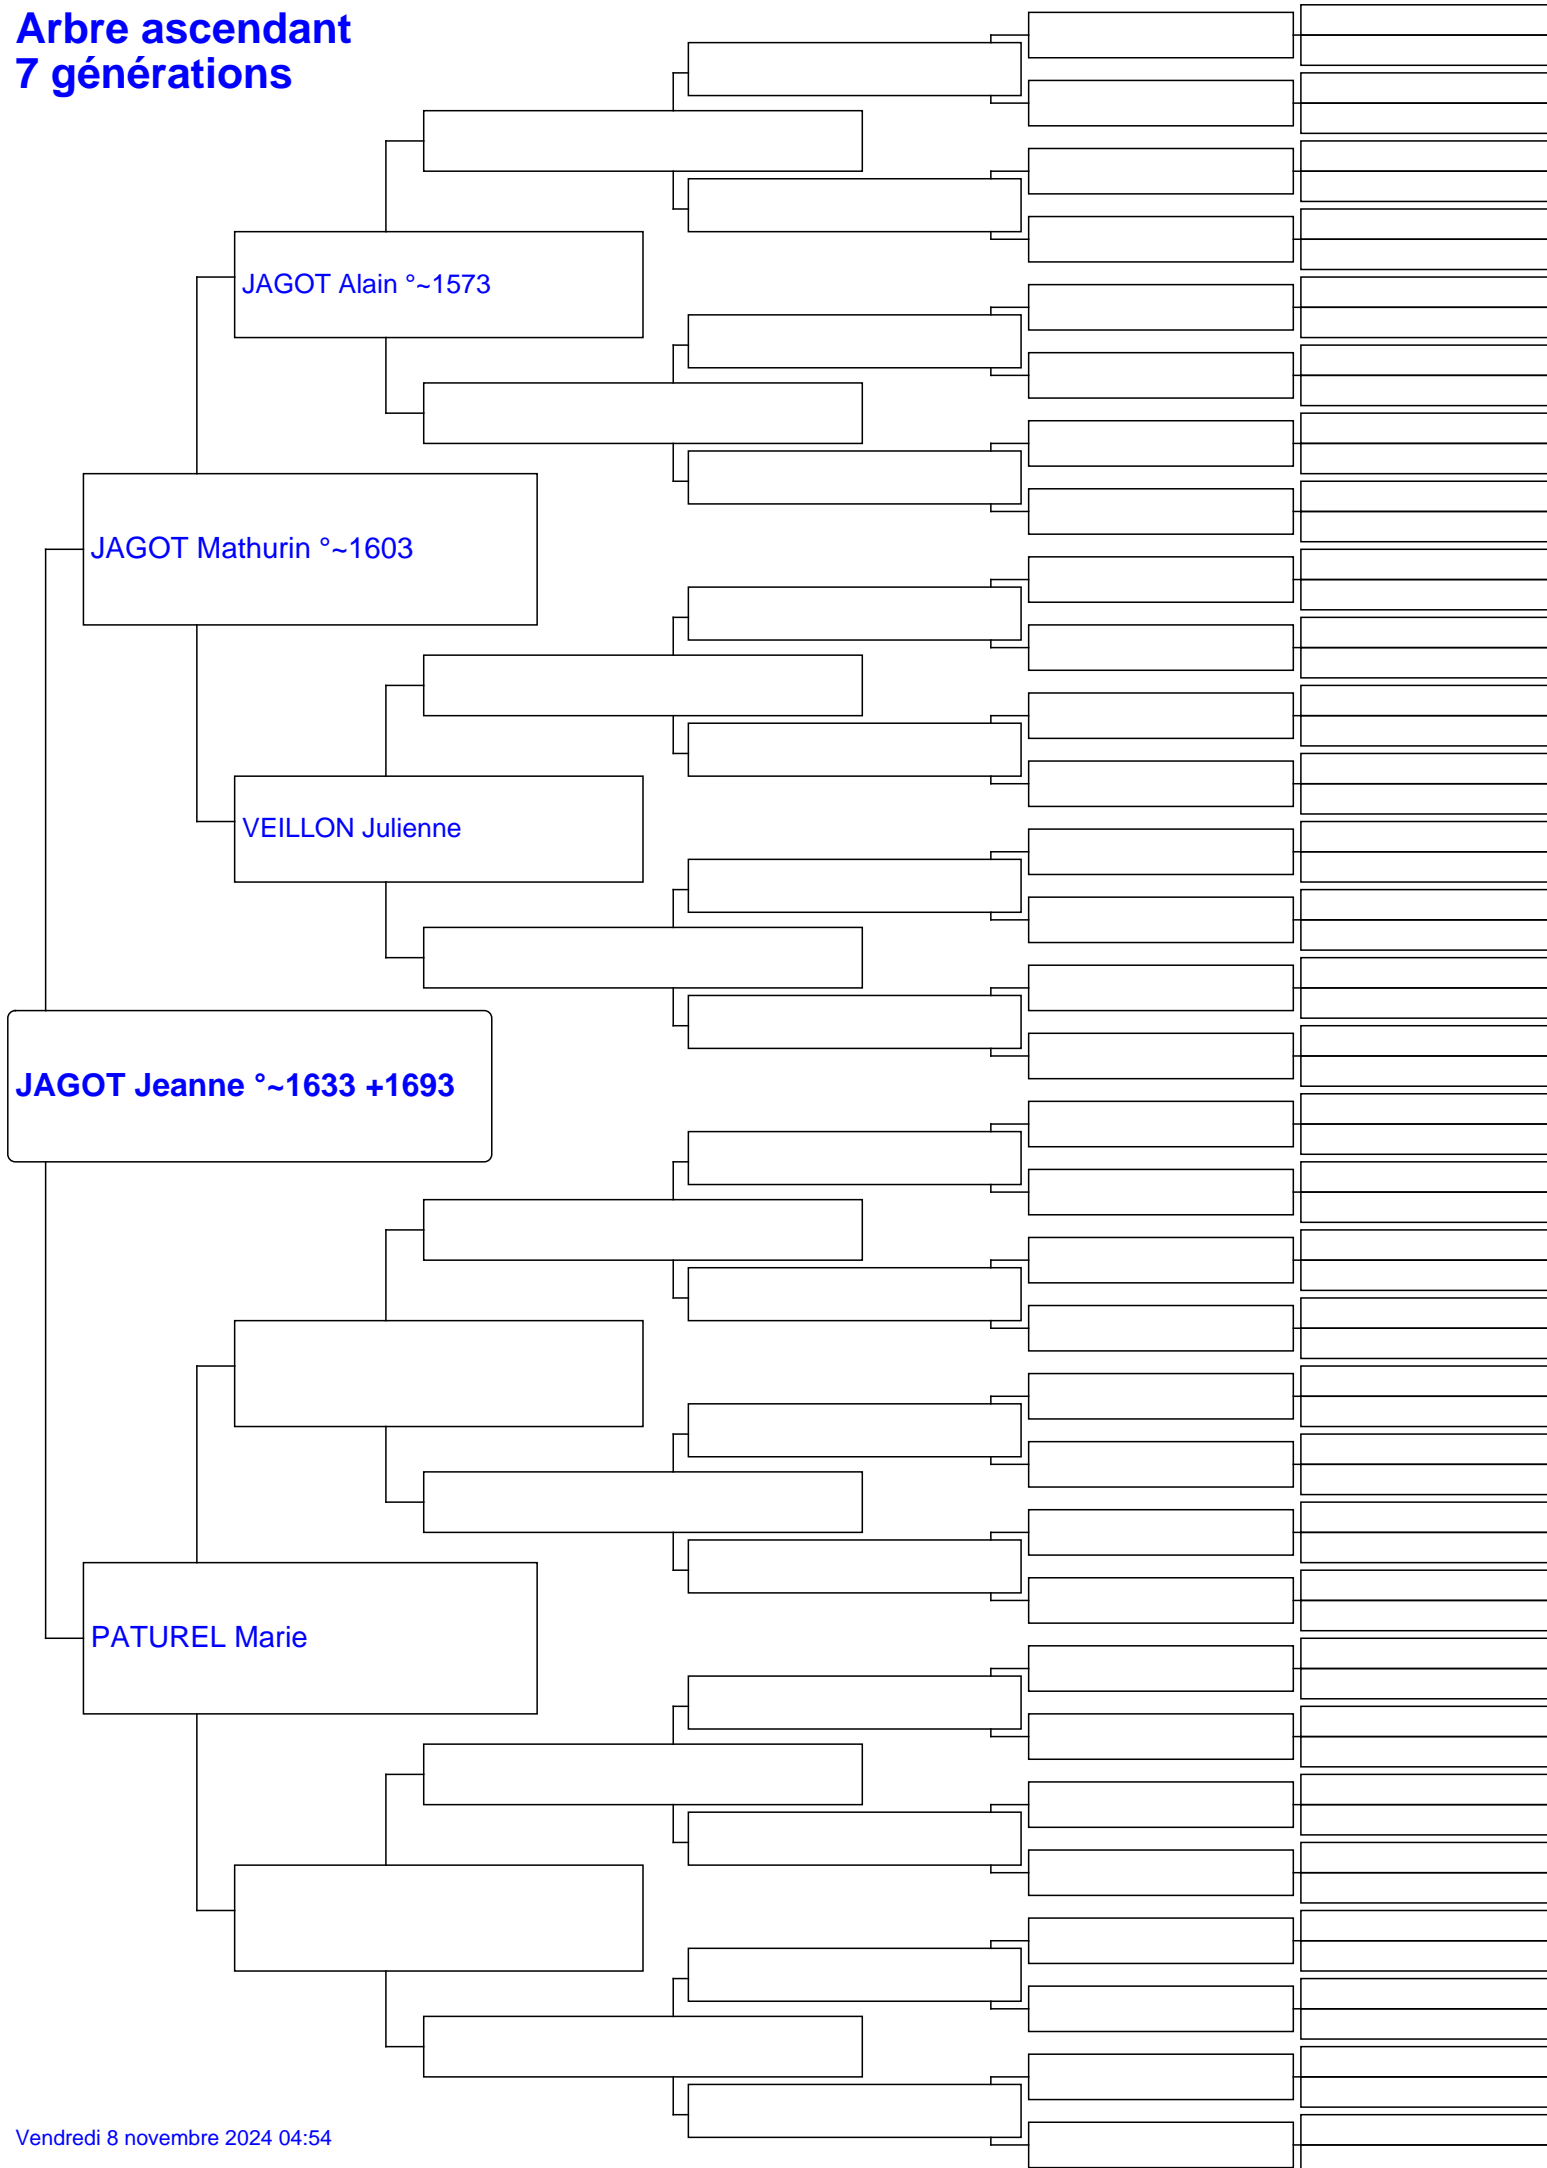 Arbre ascendant
7 générations
JAGOT Alain °~1573
JAGOT Mathurin °~1603
VEILLON Julienne
JAGOT Jeanne °~1633 +1693
PATUREL Marie
Vendredi 8 novembre 2024 04:54